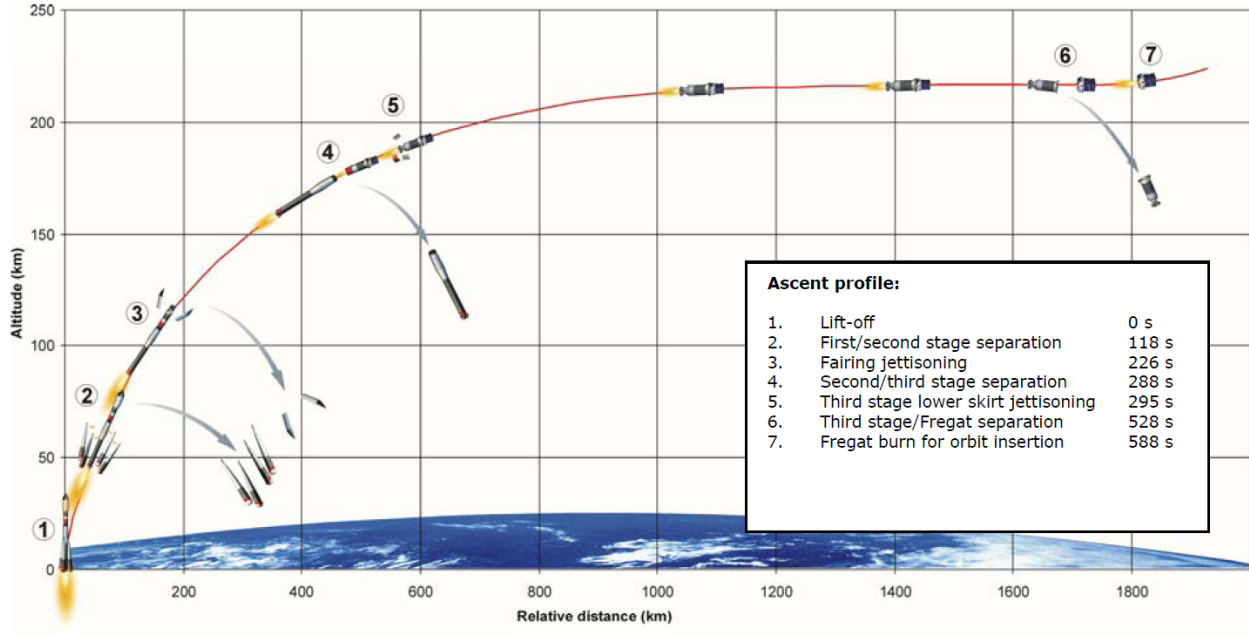 250
200
150
100
50
0
Altitude (km)
1
2
3
4
5
6
7
200
400
600
800
1000
1200
1400
1600
1800
Relative distance (km)
Ascent profile:
1. Lift-off 0 s
2. First/second stage separation 118 s
3. Fairing jettisoning 226 s
4. Second/third stage separation 288 s
5. Third stage lower skirt jettisoning 295 s
6. Third stage/Fregat separation 528 s
7. Fregat burn for orbit insertion 588 s